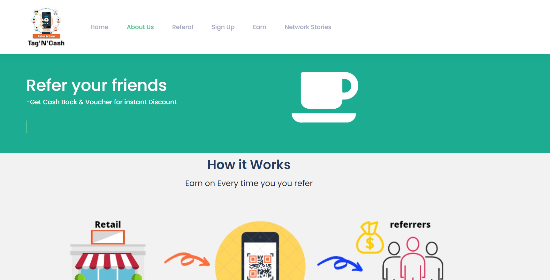 Tag'N'Cash
Home
About Us
Referal
Sign Up
Earn
Network Stories
Refer your friends
-Get Cash Back & Voucher for instant Discount
How it Works
Earn on Every time you you refer
Retail
referrers
$